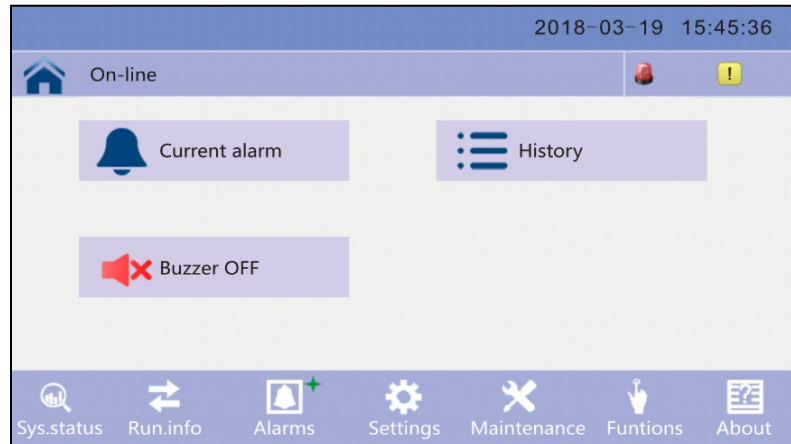 2018-03-19 15:45:36
On-line
Current alarm
History
Buzzer OFF
Sys.status Run.info Alarms Settings Maintenance Funtions About